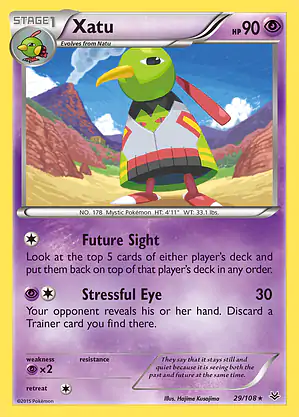 STAGE1
Xatu
HP 90
Evolves from Natu
NO. 178 Mystic Pokémon HT: 4'11" WT: 33.1 lbs.
Future Sight
Look at the top 5 cards of either player's deck and
put them back on top of that player's deck in any order.
Stressful Eye 30
Your opponent reveals his or her hand. Discard a
Trainer card you find there.
weakness
×2
resistance
retreat
They say that it stays still and
quiet because it is seeing both the
past and future at the same time.
©2015 Pokémon
Illus. Hajime Kusajima
29/108 ★